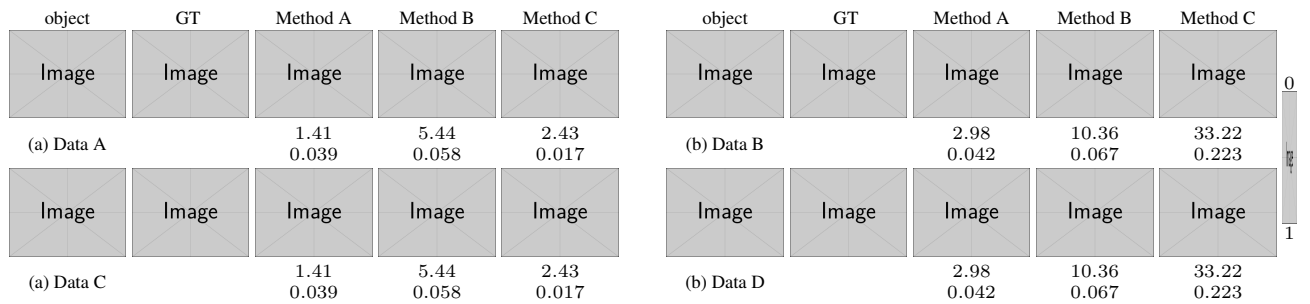 object GT Method A Method B Method C
Image Image Image Image Image
1.41 5.44 2.43
(a) Data A
0.039 0.058 0.017
Image Image Image Image Image
1.41 5.44 2.43
(a) Data C
0.039 0.058 0.017
object GT Method A Method B Method C
Image Image Image Image Image
2.98 10.36 33.22
(b) Data B
0.042 0.067 0.223
Image Image Image Image Image
2.98 10.36 33.22
(b) Data D
0.042 0.067 0.223
0
1